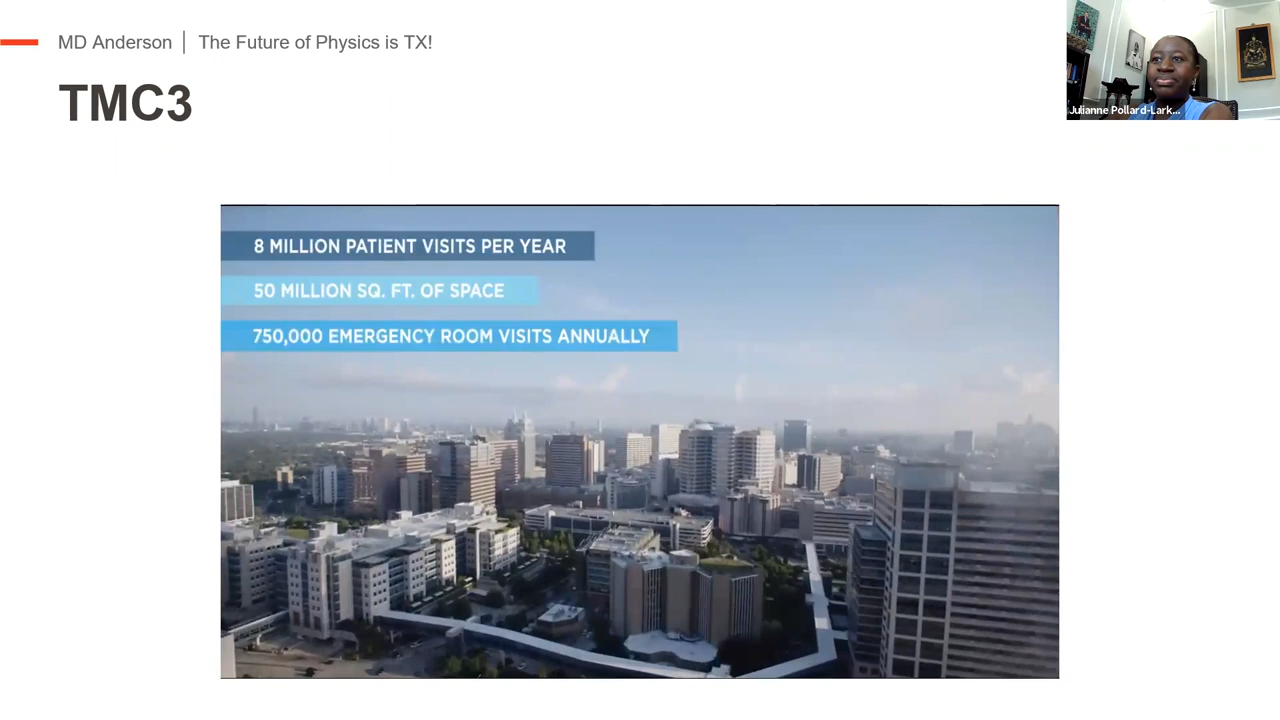 MD Anderson | The Future of Physics is TX!
TMC3
Julianne Pollard-Lark...
8 MILLION PATIENT VISITS PER YEAR
50 MILLION SQ. FT. OF SPACE
750,000 EMERGENCY ROOM VISITS ANNUALLY